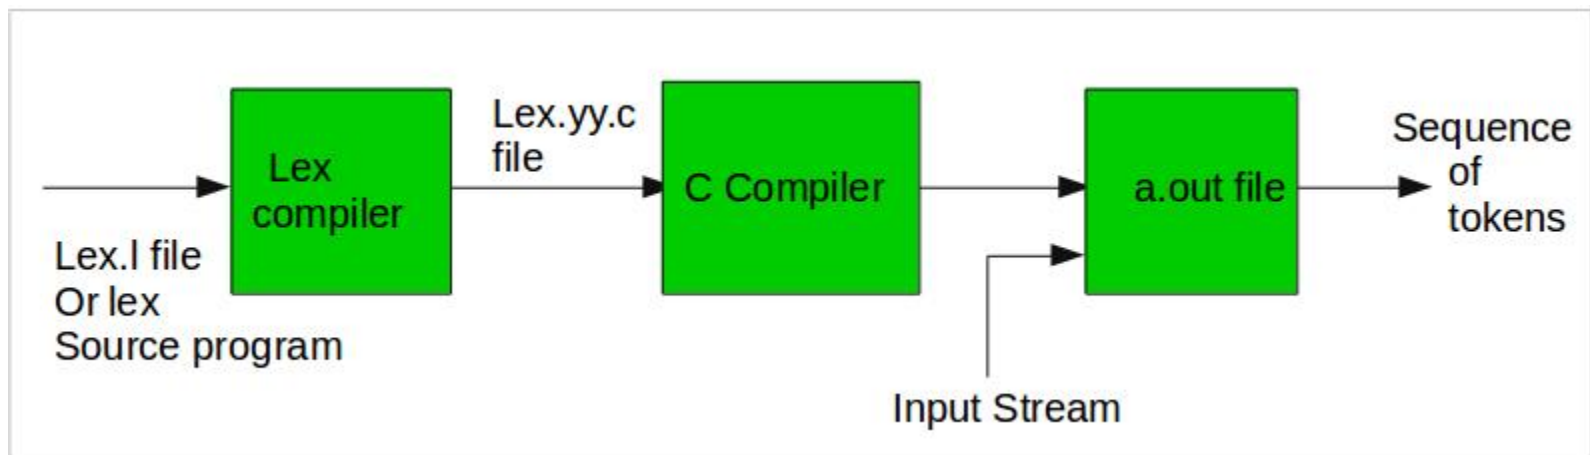 Lex.l file
Or lex
Source program
Lex
compiler
Lex.yy.c
file
C Compiler
a.out file
Input Stream
Sequence
of
tokens